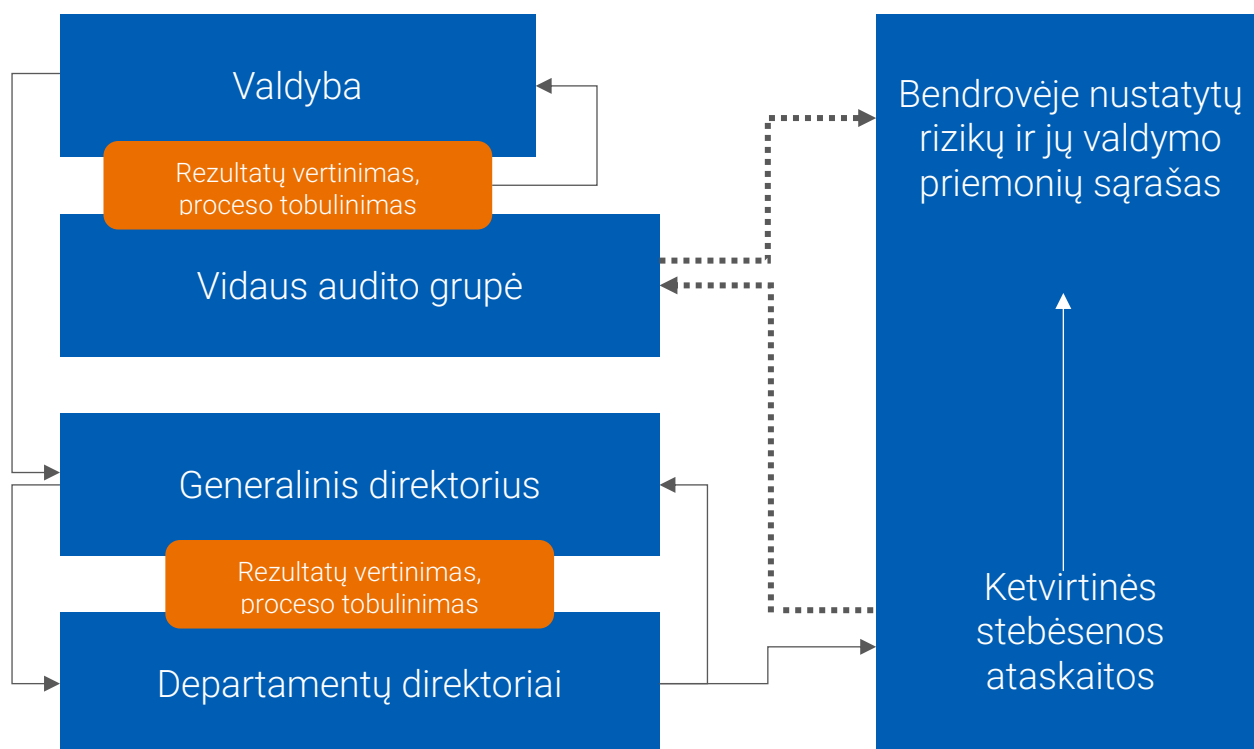 Valdyba
Rezultatų vertinimas,
proceso tobulinimas
Vidaus audito grupė
Generalinis direktorius
Rezultatų vertinimas,
proceso tobulinimas
Departamentų direktoriai
Bendrovėje nustatytų
rizikų ir jų valdymo
priemonių sąrašas
Ketvirtinės
stebėsenos
ataskaitos